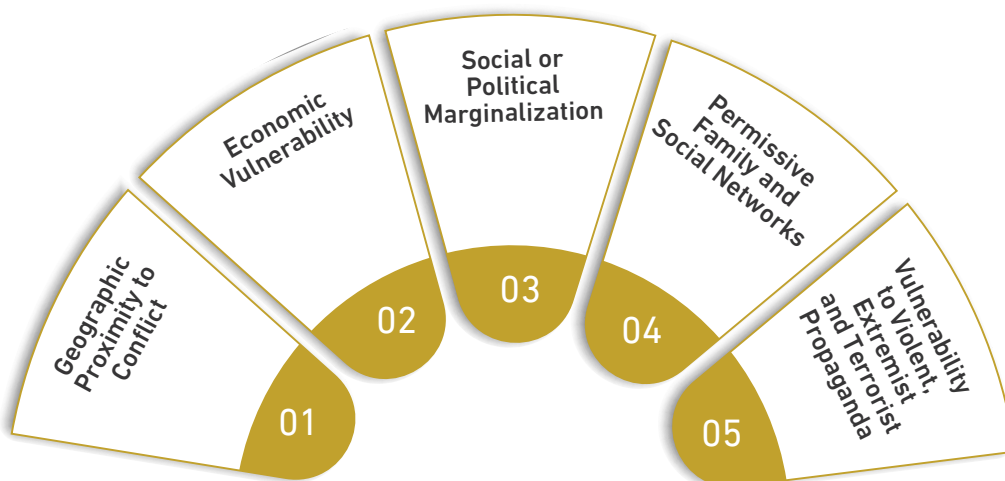 Geographic
Proximity to
Conflict
01
Economic
Vulnerability
02
Social or
Political
Marginalization
03
Permissive
Family and
Social Networks
04
Vulnerability
to Violent,
Extremist
and Terrorist
Propaganda
05